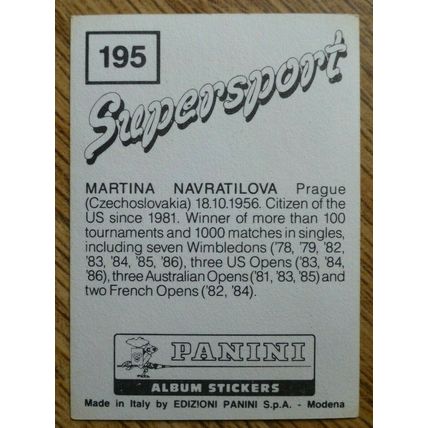 195
Supersport
MARTINA NAVRATILOVA Prague
(Czechoslovakia) 18.10.1956. Citizen of the
US since 1981. Winner of more than 100
tournaments and 1000 matches in singles,
including seven Wimbledons ('78, '79, '82,
'83, '84, '85, '86), three US Opens ('83, '84,
'86), three Australian Opens ('81, '83, '85) and
two French Opens ('82, '84).
PANINI
ALBUM STICKERS
Made in Italy by EDIZIONI PANINI S.p.A. - Modena